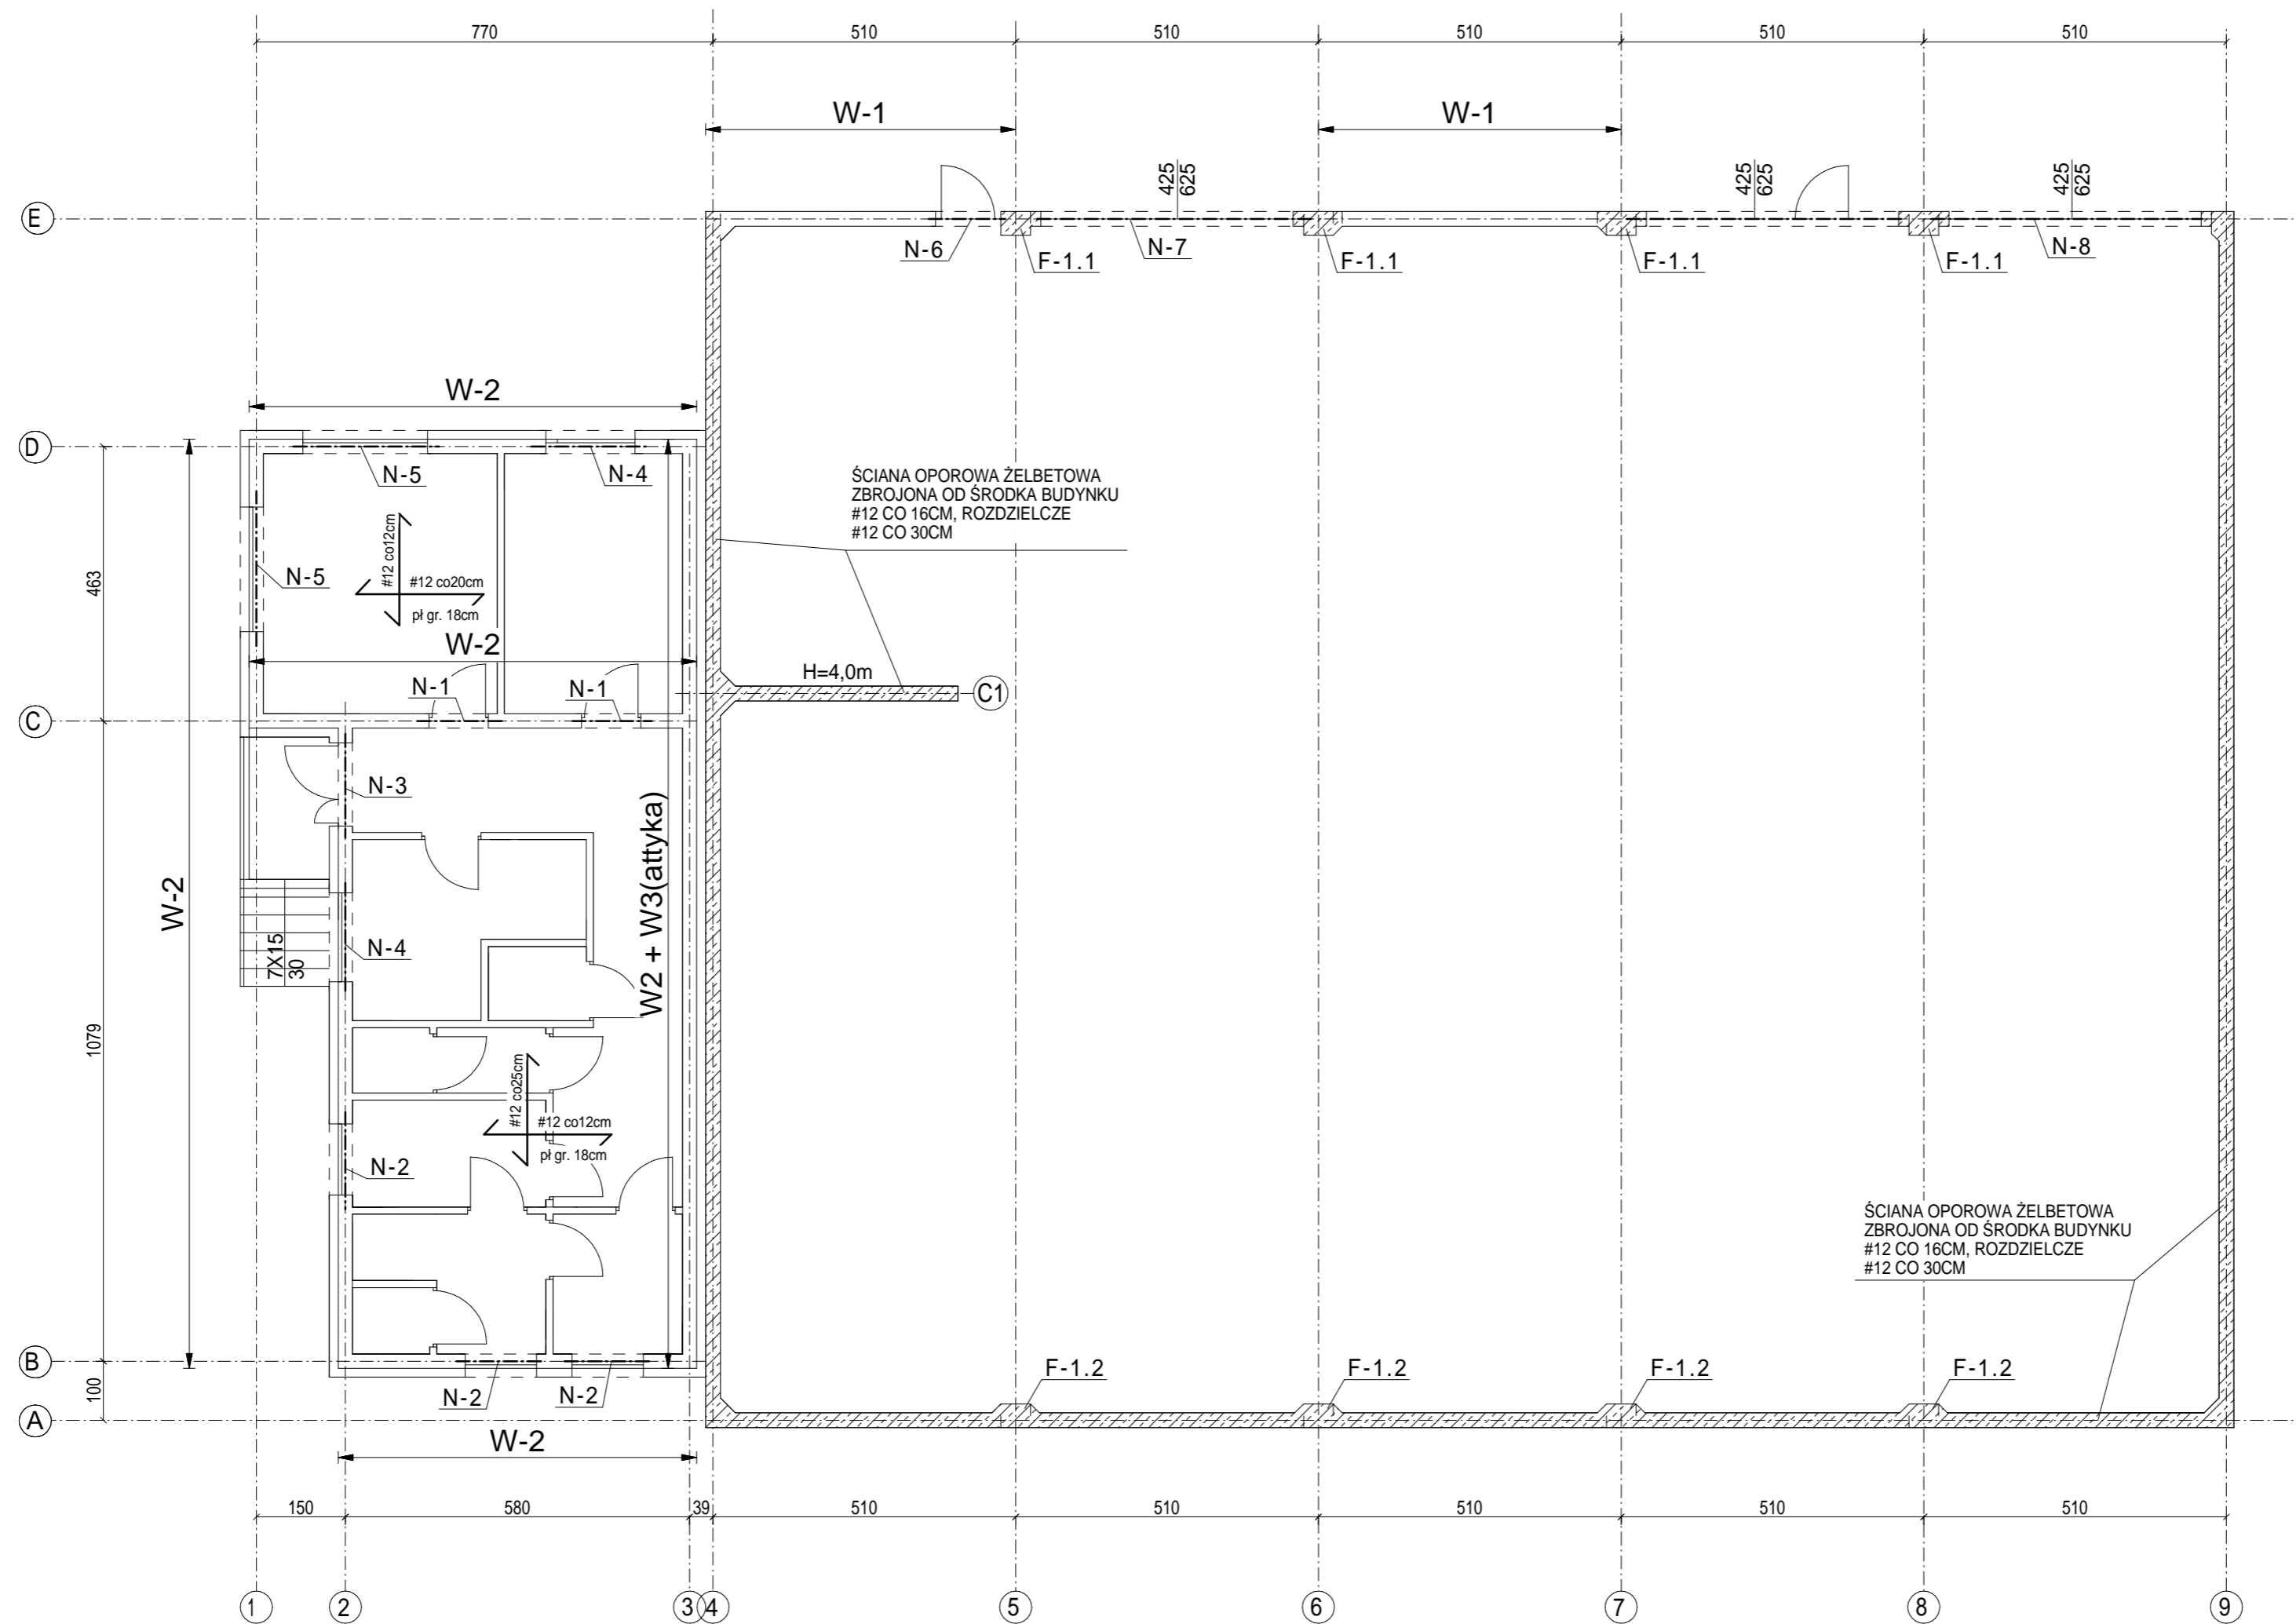 770
510
510
510
510
510
W-1
W-1
425
625
425
625
425
625
E
N-6
F-1.1
N-7
F-1.1
F-1.1
F-1.1
N-8
W-2
D
N-5
N-4
ŚCIANA OPOROWA ŻELBETOWA
ZBROJONA OD ŚRODKA BUDYNKU
#12 CO 16CM, ROZDZIELCZE
#12 CO 30CM
463
N-5
#12 co12cm
#12 co20cm
pł gr. 18cm
W-2
H=4,0m
N-1
N-1
C1
C
N-3
W2 + W3(attyka)
W-2
N-4
7X15
30
1079
#12 co25cm
#12 co12cm
pł gr. 18cm
N-2
ŚCIANA OPOROWA ŻELBETOWA
ZBROJONA OD ŚRODKA BUDYNKU
#12 CO 16CM, ROZDZIELCZE
#12 CO 30CM
B
100
N-2
N-2
F-1.2
F-1.2
F-1.2
F-1.2
A
W-2
150
580
39
510
510
510
510
510
1
2
3
4
5
6
7
8
9